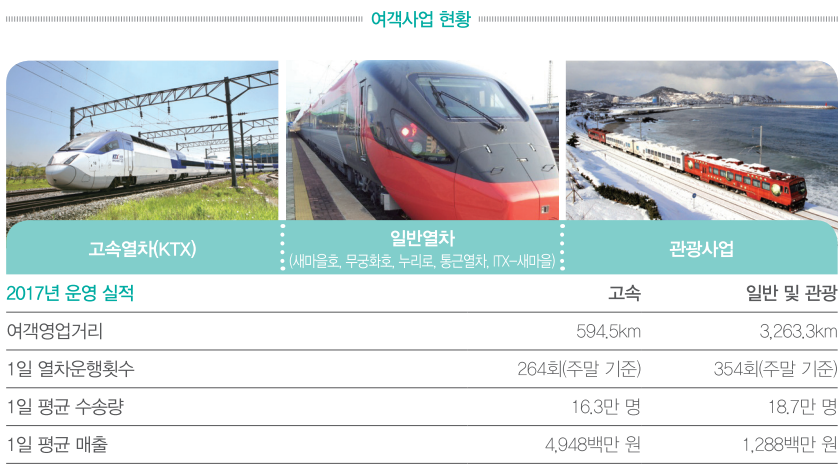 여객사업 현황
KTX
고속열차(KTX)
일반열차
(새마을호, 무궁화호, 누리로, 통근열차, ITX-새마을)
관광사업
2017년 운영 실적 고속 일반 및 관광
여객영업거리 594.5km 3,263.3km
1일 열차운행횟수 264회(주말 기준) 354회(주말 기준)
1일 평균 수송량 16.3만 명 18.7만 명
1일 평균 매출 4,948백만 원 1,288백만 원